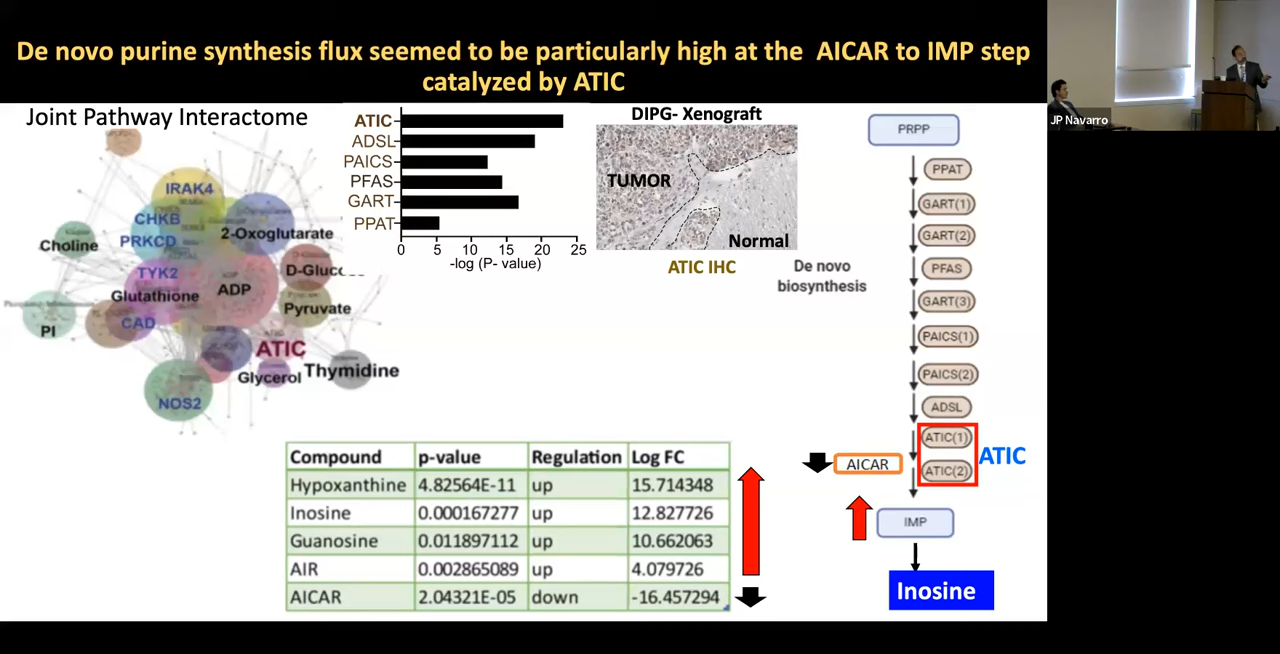 De novo purine synthesis flux seemed to be particularly high at the AICAR to IMP step
catalyzed by ATIC
JP Navarro
Joint Pathway Interactome
IRAK4
CHKB
PRKCD
2-Oxoglutarate
Choline
TYK2
D-Gluc
Glutathione
ADP
Pyruvate
PI
CAD
ATIC
Glycerol
Thymidine
NOS2
ATIC
ADSL
PAICS
PFAS
GART
PPAT
0 5 10 15 20 25
-log (P- value)
DIPG- Xenograft
TUMOR
Normal
ATIC IHC
De novo
biosynthesis
PRPP
PPAT
GART(1)
GART(2)
PFAS
GART(3)
PAICS(1)
PAICS(2)
ADSL
ATIC(1)
ATIC
AICAR
ATIC(2)
IMP
Inosine
Compound p-value Regulation Log FC
Hypoxanthine 4.82564E-11 up 15.714348
Inosine 0.000167277 up 12.827726
Guanosine 0.011897112 up 10.662063
AIR 0.002865089 up 4.079726
AICAR 2.04321E-05 down -16.457294